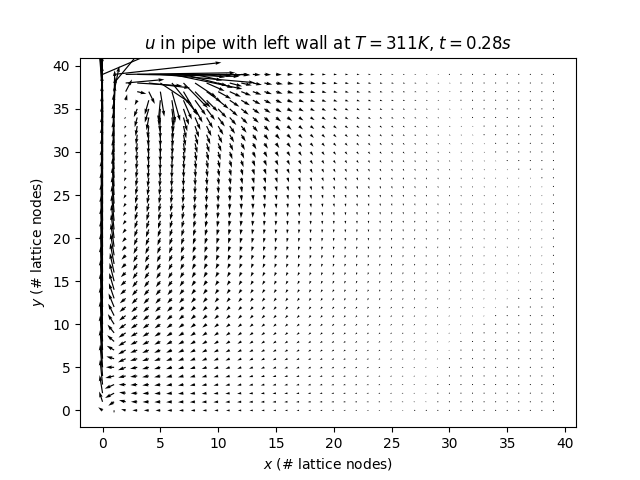 u in pipe with left wall at T = 311K, t = 0.28s
40
35
30
25
20
15
10
5
0
y (# lattice nodes)
0 5 10 15 20 25 30 35 40
x (# lattice nodes)